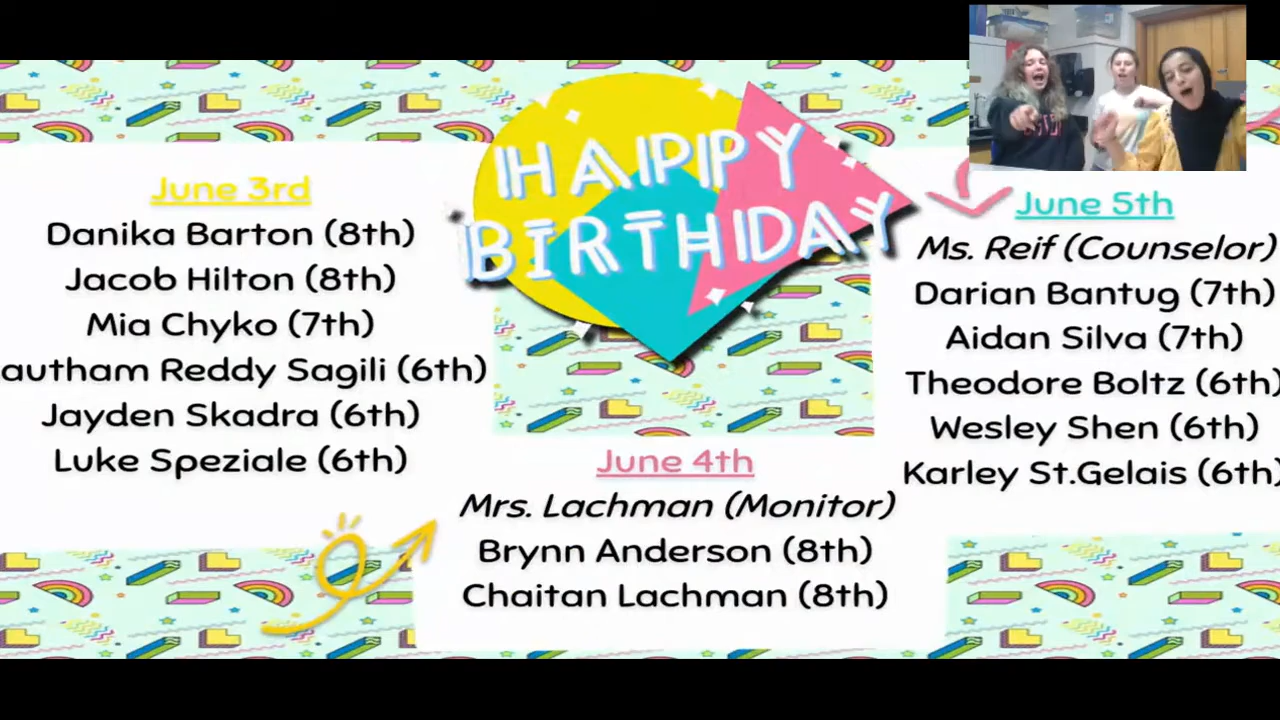 HAPPY
BIRTHDAY
June 3rd
Danika Barton (8th)
Jacob Hilton (8th)
Mia Chyko (7th)
autham Reddy Sagili (6th)
Jayden Skadra (6th)
Luke Speziale (6th)
June 4th
Mrs. Lachman (Monitor)
Brynn Anderson (8th)
Chaitan Lachman (8th)
June 5th
Ms. Reif (Counselor)
Darian Bantug (7th)
Aidan Silva (7th)
Theodore Boltz (6th)
Wesley Shen (6th)
Karley St.Gelais (6th)